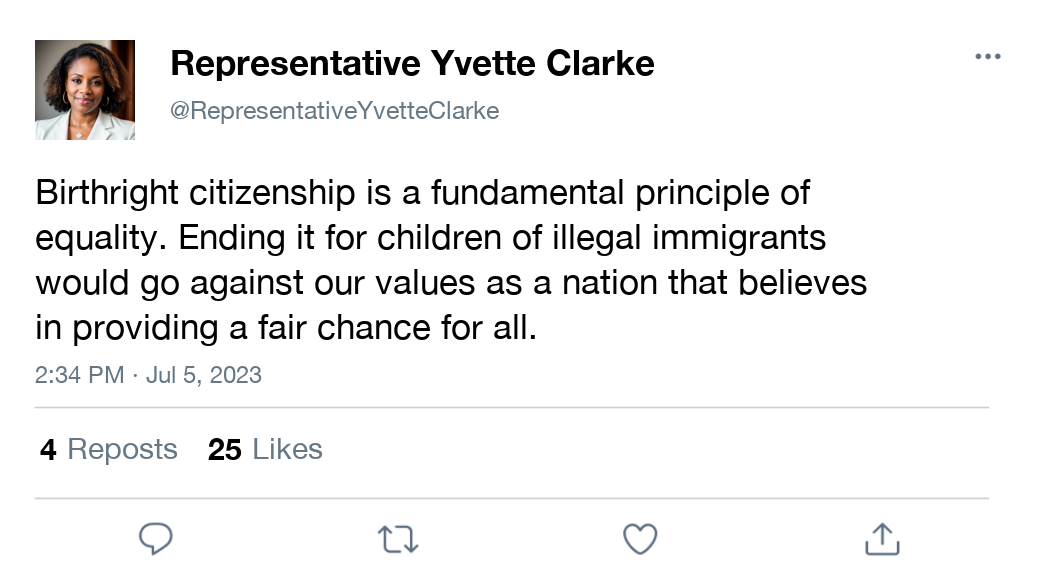 Representative Yvette Clarke
@RepresentativeYvetteClarke
Birthright citizenship is a fundamental principle of
equality. Ending it for children of illegal immigrants
would go against our values as a nation that believes
in providing a fair chance for all.
2:34 PM · Jul 5, 2023
4 Reposts 25 Likes